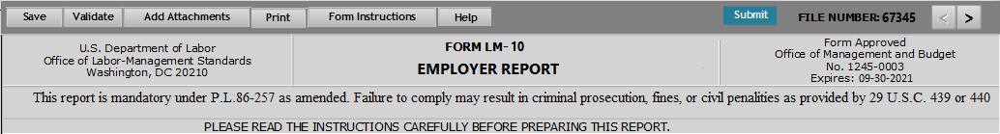 Save Validate Add Attachments Print Form Instructions Help Submit FILE NUMBER: 67345 < >
U.S. Department of Labor
Office of Labor-Management Standards
Washington, DC 20210
FORM LM- 10
EMPLOYER REPORT
Form Approved
Office of Management and Budget
No. 1245-0003
Expires: 09-30-2021
This report is mandatory under P.L.86-257 as amended. Failure to comply may result in criminal prosecution, fines, or civil penalties as provided by 29 U.S.C. 439 or 440
PLEASE READ THE INSTRUCTIONS CAREFULLY BEFORE PREPARING THIS REPORT.